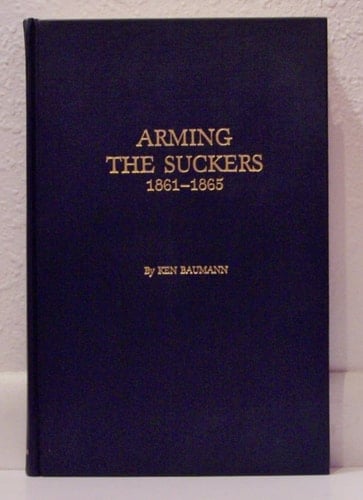 ARMING
THE SUCKERS
1861–1865
By KEN BAUMANN